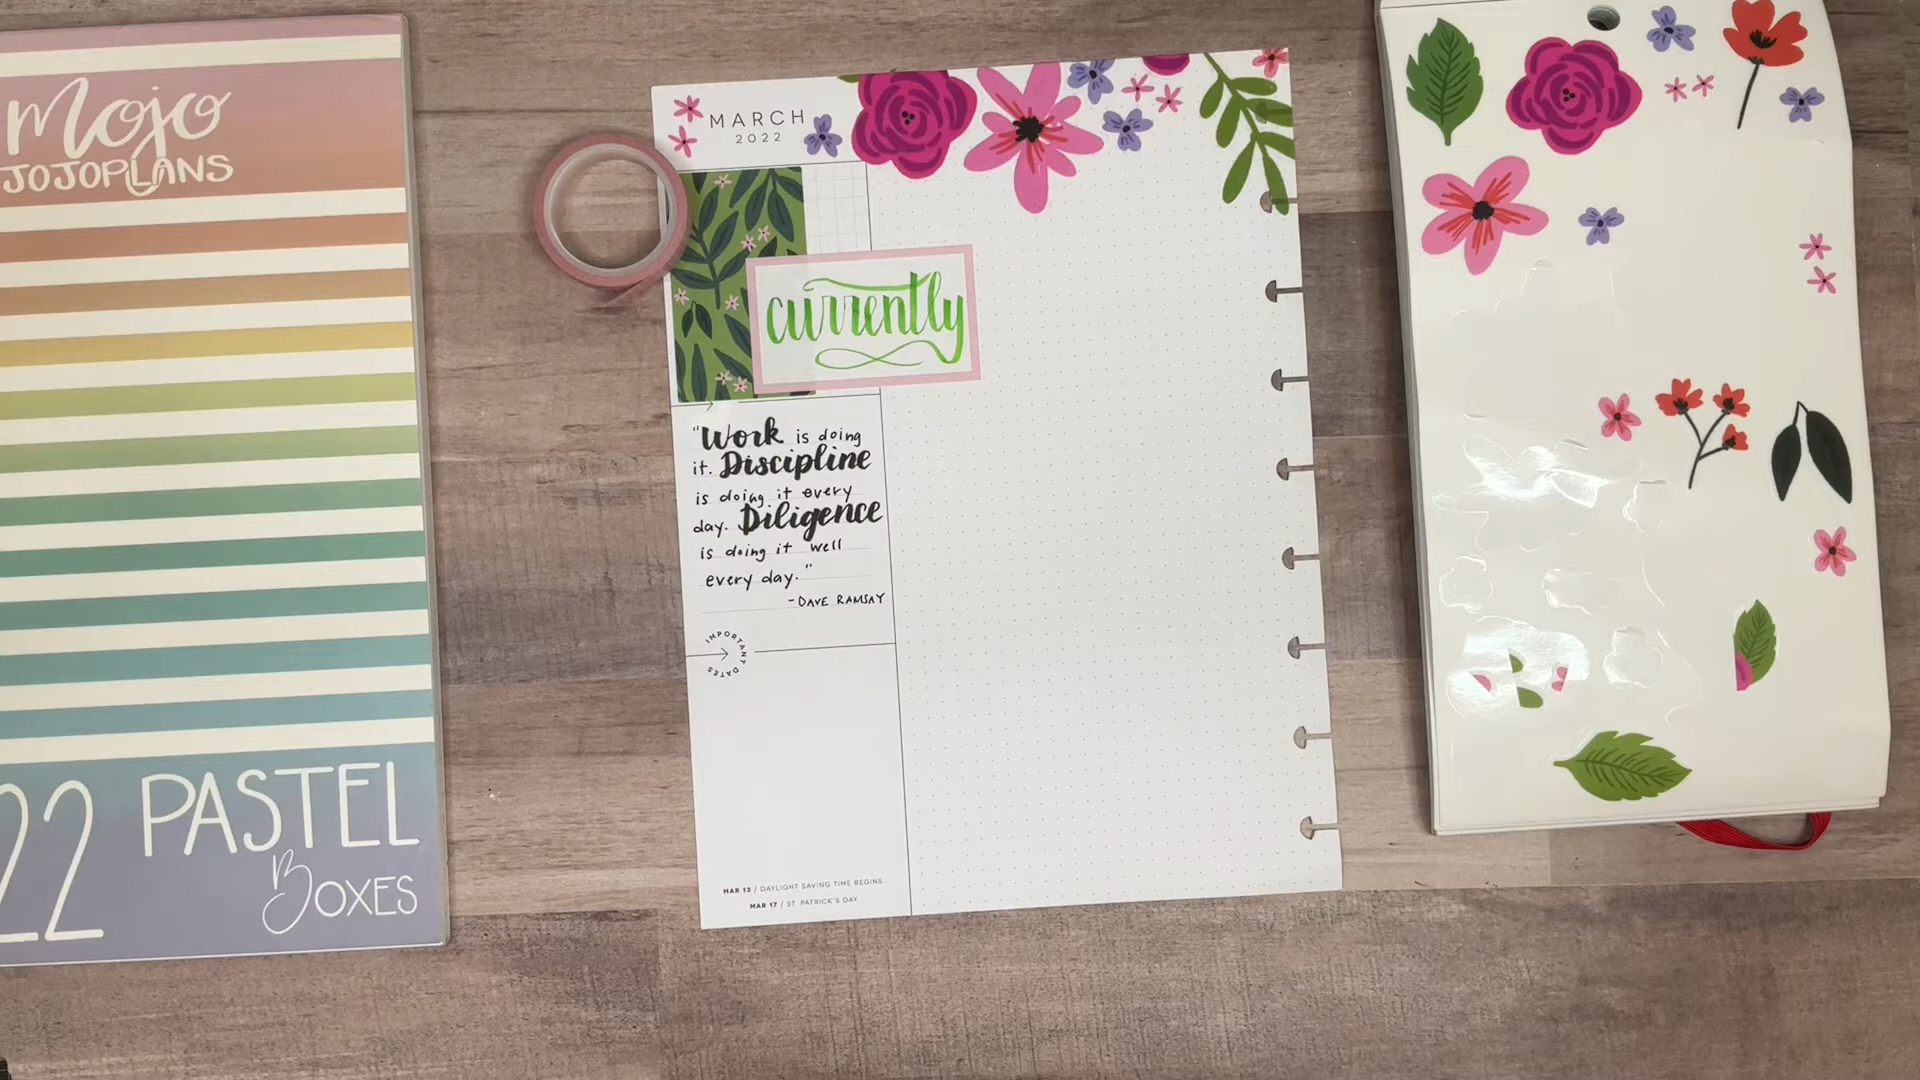 Mojo
JOJOPLANS
22 PASTEL
BOXES
MARCH
2022
currently
"Work is doing
it. Discipline
is doing it every
day. Diligence
is doing it well
every day."
-DAVE RAMSAY
IMPORTANT DATES
MAR 13 / DAYLIGHT SAVING TIME BEGINS
MAR 17 / ST. PATRICK'S DAY